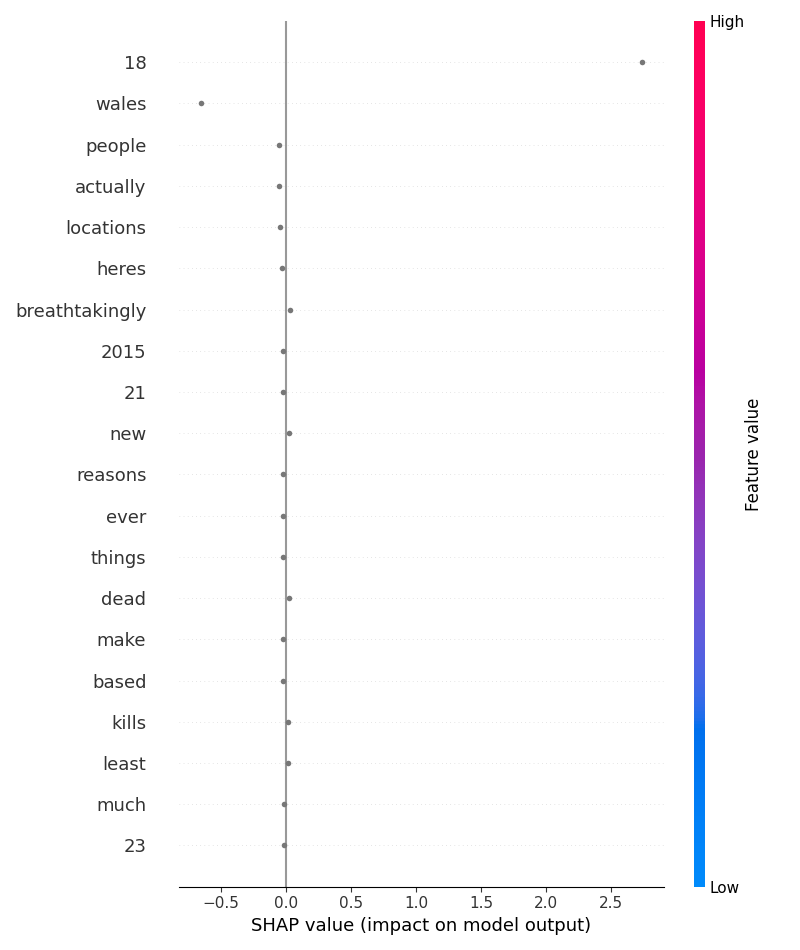 High
18
wales
people
actually
locations
heres
breathtakingly
2015
21
new
reasons
ever
things
dead
make
based
kills
least
much
23
Feature value
Low
−0.5 0.0 0.5 1.0 1.5 2.0 2.5
SHAP value (impact on model output)